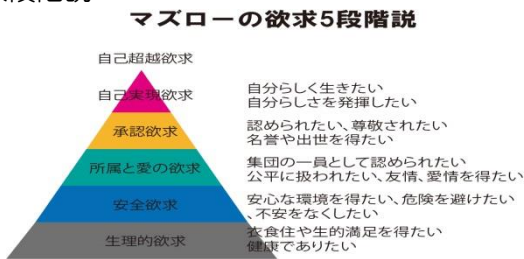 マズローの欲求5段階説
自己超越欲求
自己実現欲求
自分らしく生きたい
自分らしさを発揮したい
承認欲求
認められたい、尊敬されたい
名誉や出世を得たい
所属と愛の欲求
集団の一員として認められたい
公平に扱われたい、友情、愛情を得たい
安全欲求
安心な環境を得たい、危険を避けたい
、不安をなくしたい
生理的欲求
衣食住や生的満足を得たい
健康でありたい